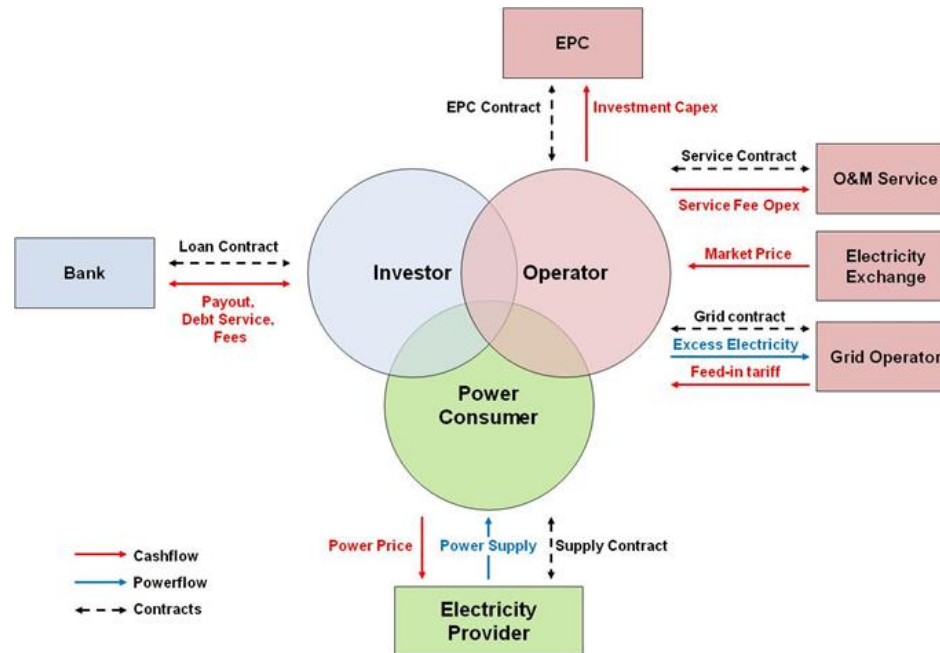 EPC
EPC Contract
Investment Capex
Service Contract
O&M Service
Service Fee Opex
Loan Contract
Bank
Payout,
Debt Service,
Fees
Investor
Operator
Market Price
Electricity
Exchange
Grid contract
Excess Electricity
Grid Operator
Feed-in tariff
Power
Consumer
Power Price
Power Supply
Supply Contract
Electricity
Provider
Cashflow
Powerflow
Contracts